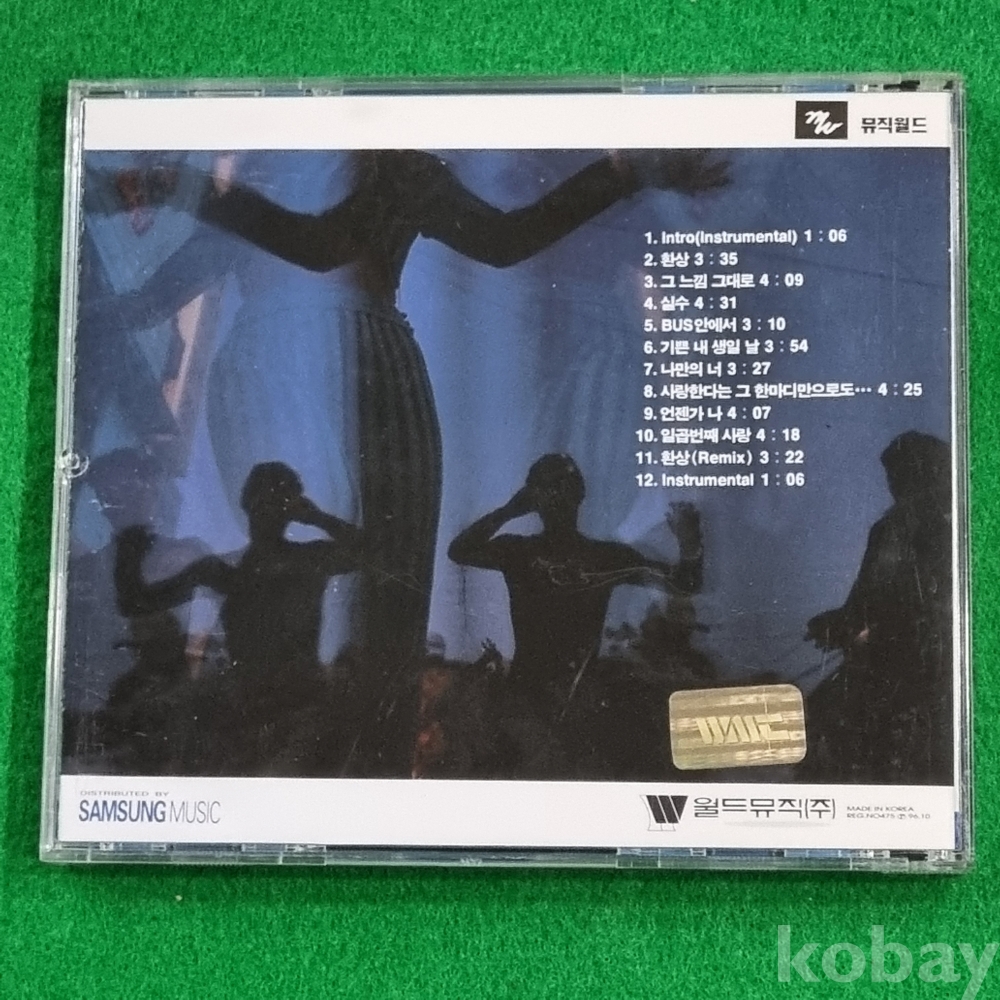 mw 뮤직월드
1. Intro(Instrumental) 1 : 06
2. 환상 3 : 35
3. 그 느낌 그대로 4 : 09
4. 실수 4 : 31
5. BUS안에서 3 : 10
6. 기쁜 내 생일 날 3 : 54
7. 나만의 너 3 : 27
8. 사랑한다는 그 한마디만으로도··· 4 : 25
9. 언젠가 나 4 : 07
10. 일곱번째 사랑 4 : 18
11. 환상(Remix) 3 : 22
12. Instrumental 1 : 06
DISTRIBUTED BY
SAMSUNG MUSIC
월드뮤직(주)
MADE IN KOREA
REG.NO475 ⓟ96.10
kobay